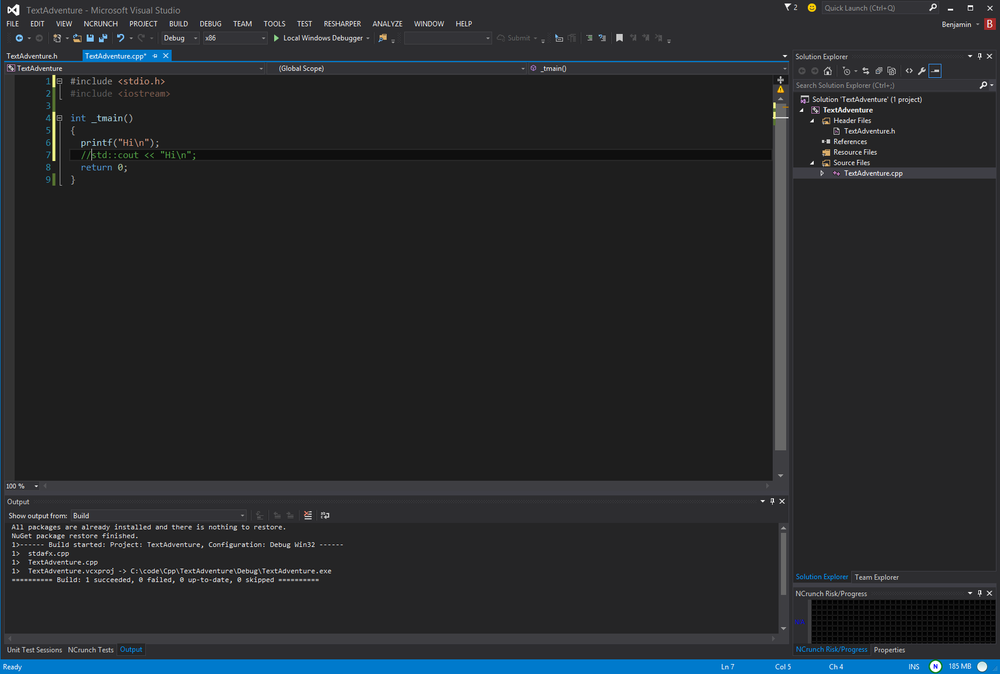 TextAdventure - Microsoft Visual Studio
2
Quick Launch (Ctrl+Q)
FILE EDIT VIEW NCRUNCH PROJECT BUILD DEBUG TEAM TOOLS TEST RESHARPER ANALYZE WINDOW HELP
Benjamin B
Debug x86 Local Windows Debugger Submit
TextAdventure.h TextAdventure.cpp*
TextAdventure (Global Scope) _tmain()
1 #include <stdio.h>
2 #include <iostream>
3
4 int _tmain()
5 {
6 printf("Hi\n");
7 //std::cout << "Hi\n";
8 return 0;
9 }
100 %
Output
Show output from: Build
All packages are already installed and there is nothing to restore.
NuGet package restore finished.
1>------ Build started: Project: TextAdventure, Configuration: Debug Win32 ------
1> stdafx.cpp
1> TextAdventure.cpp
1> TextAdventure.vcxproj -> C:\code\Cpp\TextAdventure\Debug\TextAdventure.exe
========== Build: 1 succeeded, 0 failed, 0 up-to-date, 0 skipped ==========
Unit Test Sessions NCrunch Tests Output
Solution Explorer
Search Solution Explorer (Ctrl+;)
Solution 'TextAdventure' (1 project)
TextAdventure
Header Files
TextAdventure.h
References
Resource Files
Source Files
TextAdventure.cpp
Solution Explorer Team Explorer
NCrunch Risk/Progress
N/A
NCrunch Risk/Progress Properties
Ready Ln 7 Col 5 Ch 4 INS N 185 MB